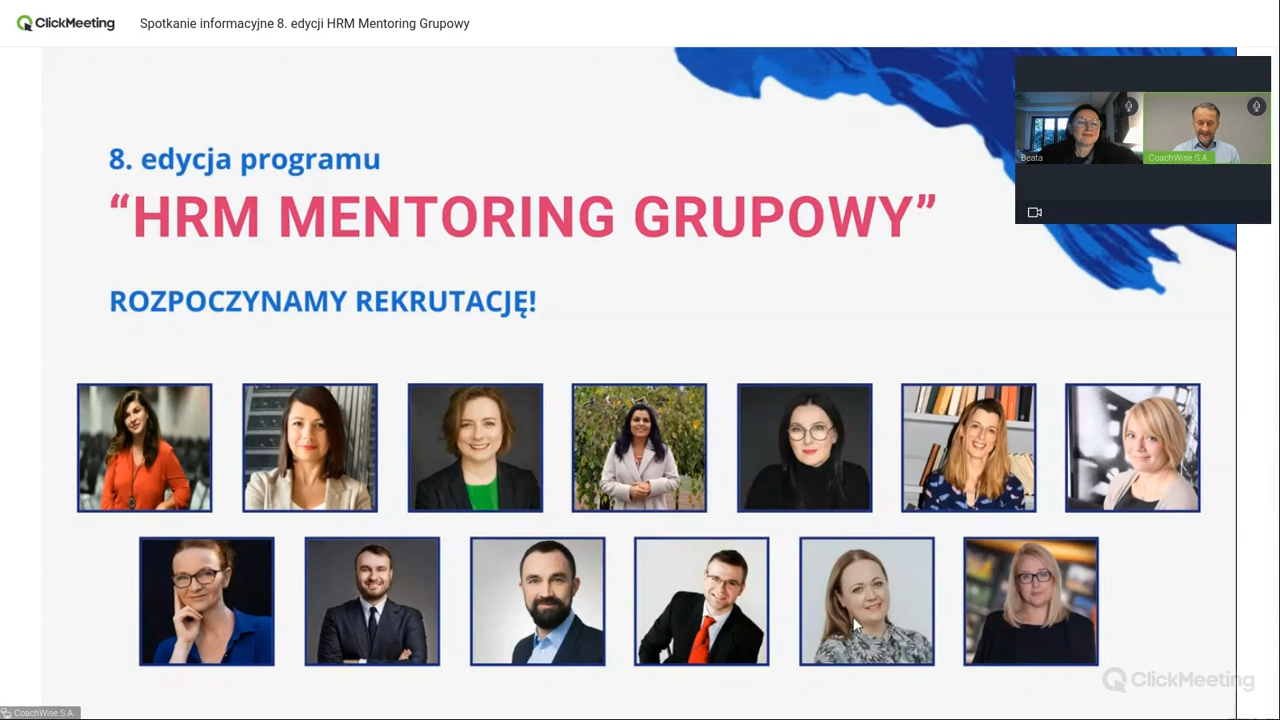 ClickMeeting
Spotkanie informacyjne 8. edycji HRM Mentoring Grupowy
8. edycja programu
“HRM MENTORING GRUPOWY”
ROZPOCZYNAMY REKRUTACJĘ!
Beata
CoachWise S.A.
ClickMeeting
CoachWise S.A.